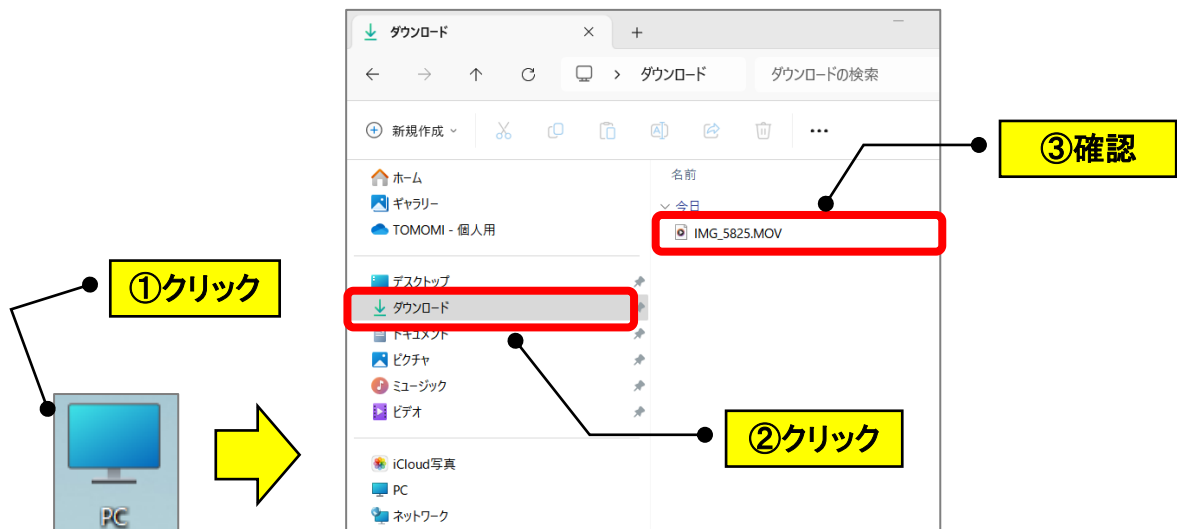 ダウンロード
ダウンロード
ダウンロードの検索
新規作成
③確認
ホーム
名前
ギャラリー
今日
TOMOMI - 個人用
IMG_5825.MOV
①クリック
デスクトップ
ダウンロード
ドキュメント
ピクチャ
ミュージック
ビデオ
②クリック
iCloud写真
PC
PC
ネットワーク